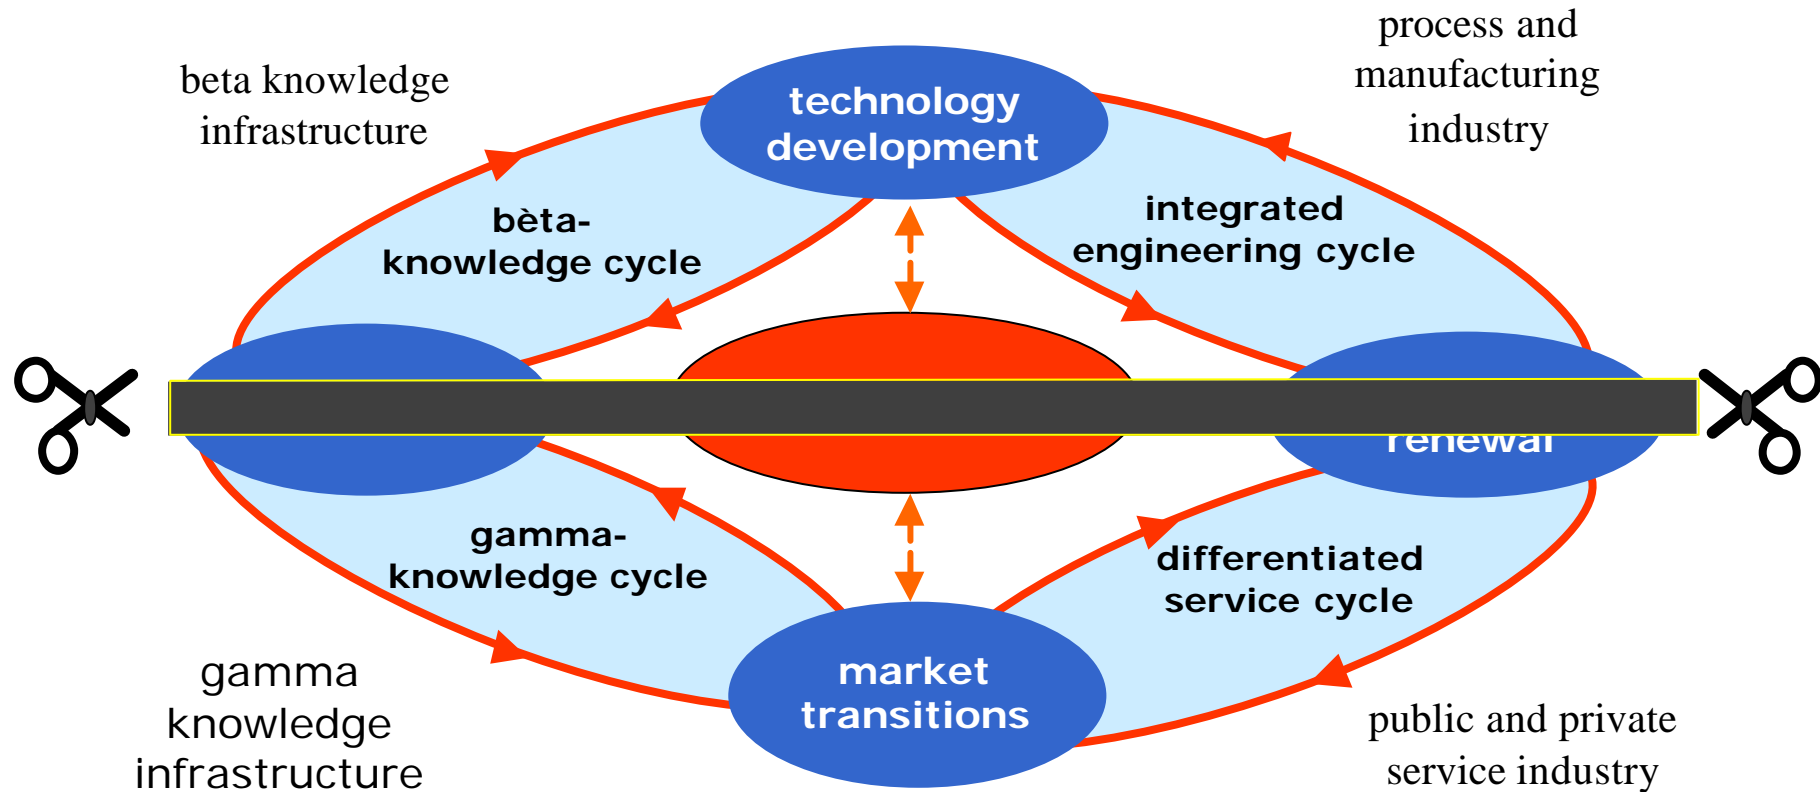 beta knowledge
infrastructure
technology
development
process and
manufacturing
industry
bèta-
knowledge cycle
integrated
engineering cycle
renewal
gamma-
knowledge cycle
differentiated
service cycle
gamma
knowledge
infrastructure
market
transitions
public and private
service industry